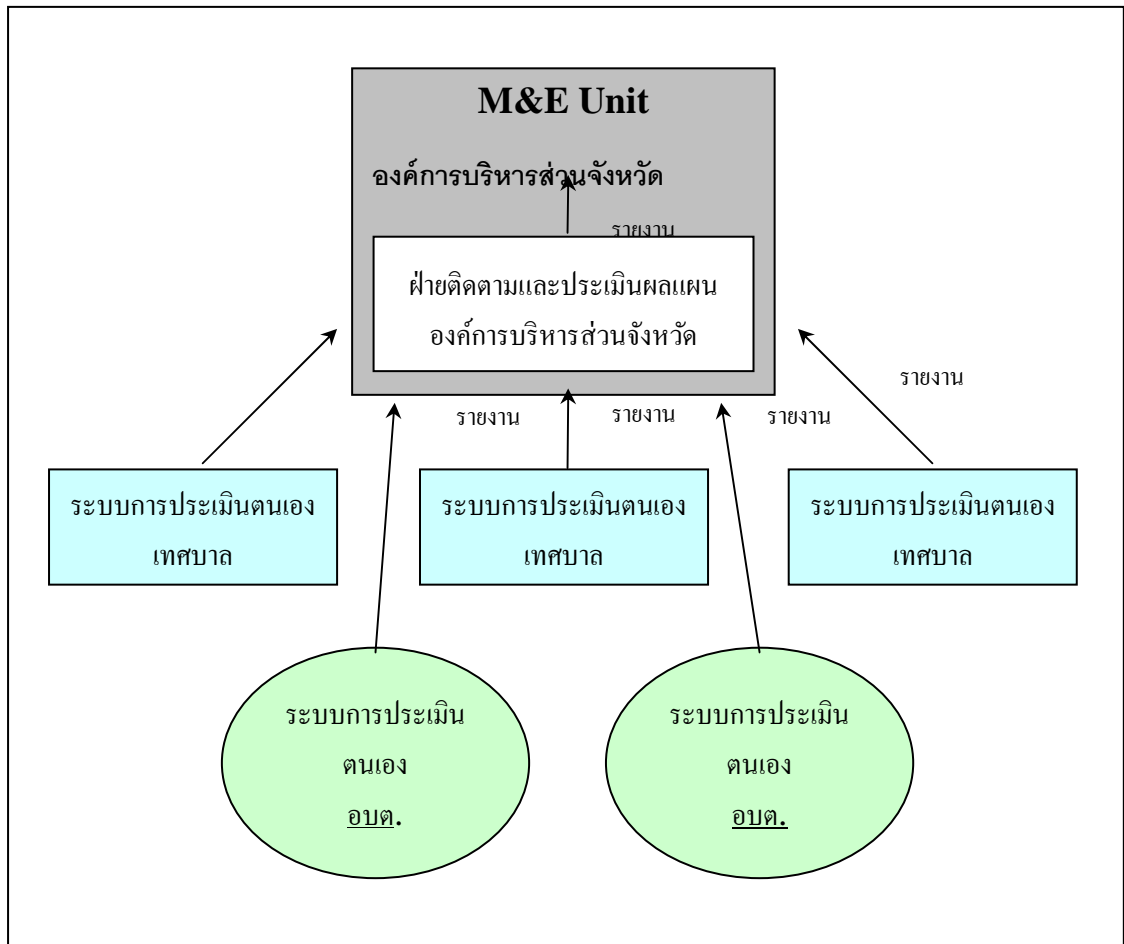 M&E Unit
องค์การบริหารส่วนจังหวัด
รายงาน
ฝ่ายติดตามและประเมินผลแผน
องค์การบริหารส่วนจังหวัด
รายงาน
รายงาน
รายงาน
รายงาน
ระบบการประเมินตนเอง
เทศบาล
ระบบการประเมินตนเอง
เทศบาล
ระบบการประเมินตนเอง
เทศบาล
ระบบการประเมิน
ตนเอง
อบต.
ระบบการประเมิน
ตนเอง
อบต.